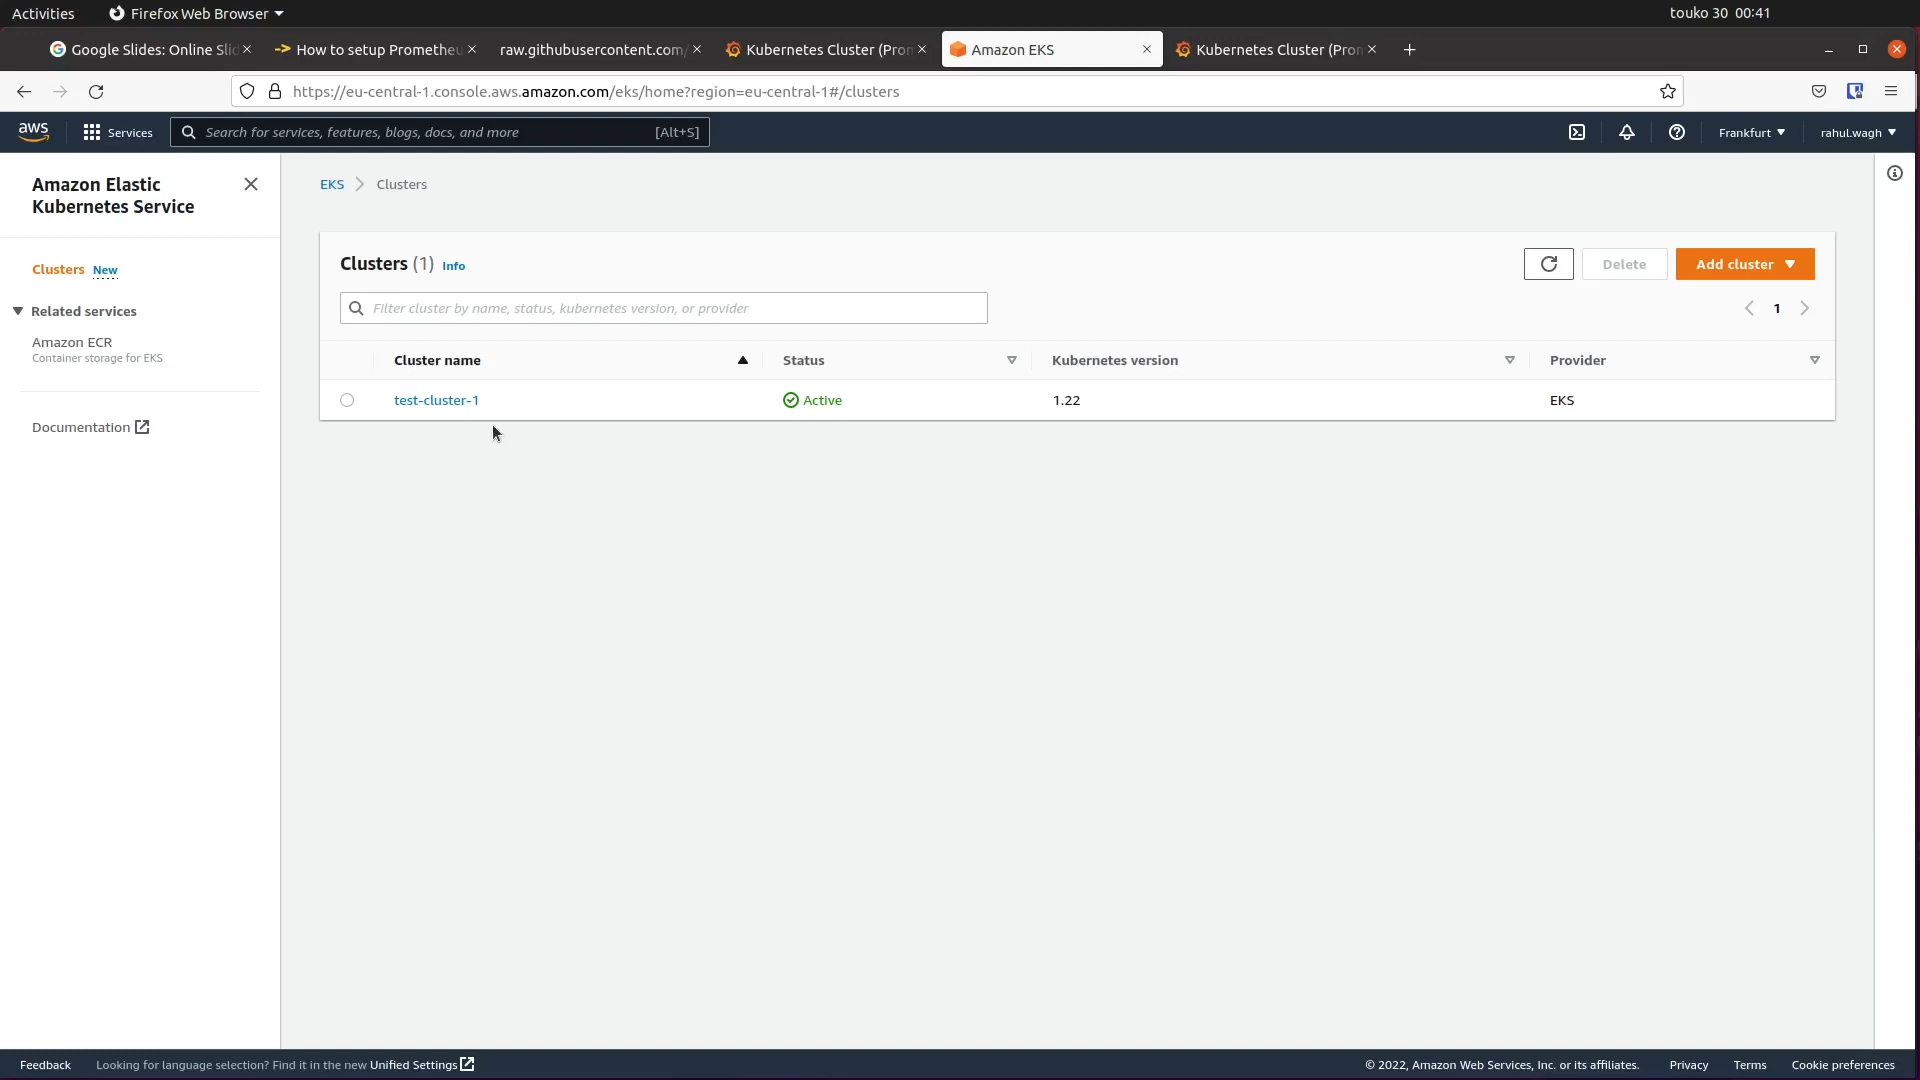 Activities
Firefox Web Browser
touko 30 00:41
Google Slides: Online Slid
How to setup Prometheu
raw.githubusercontent.com/
Kubernetes Cluster (Prom
Amazon EKS
Kubernetes Cluster (Prom
https://eu-central-1.console.aws.amazon.com/eks/home?region=eu-central-1#/clusters
aws
Services
Search for services, features, blogs, docs, and more
[Alt+S]
Frankfurt
rahul.wagh
Amazon Elastic
Kubernetes Service
Clusters New
Related services
Amazon ECR
Container storage for EKS
Documentation
EKS
Clusters
Clusters (1) Info
Delete
Add cluster
Filter cluster by name, status, kubernetes version, or provider
1
Cluster name
Status
Kubernetes version
Provider
test-cluster-1
Active
1.22
EKS
Feedback
Looking for language selection? Find it in the new Unified Settings
© 2022, Amazon Web Services, Inc. or its affiliates.
Privacy
Terms
Cookie preferences